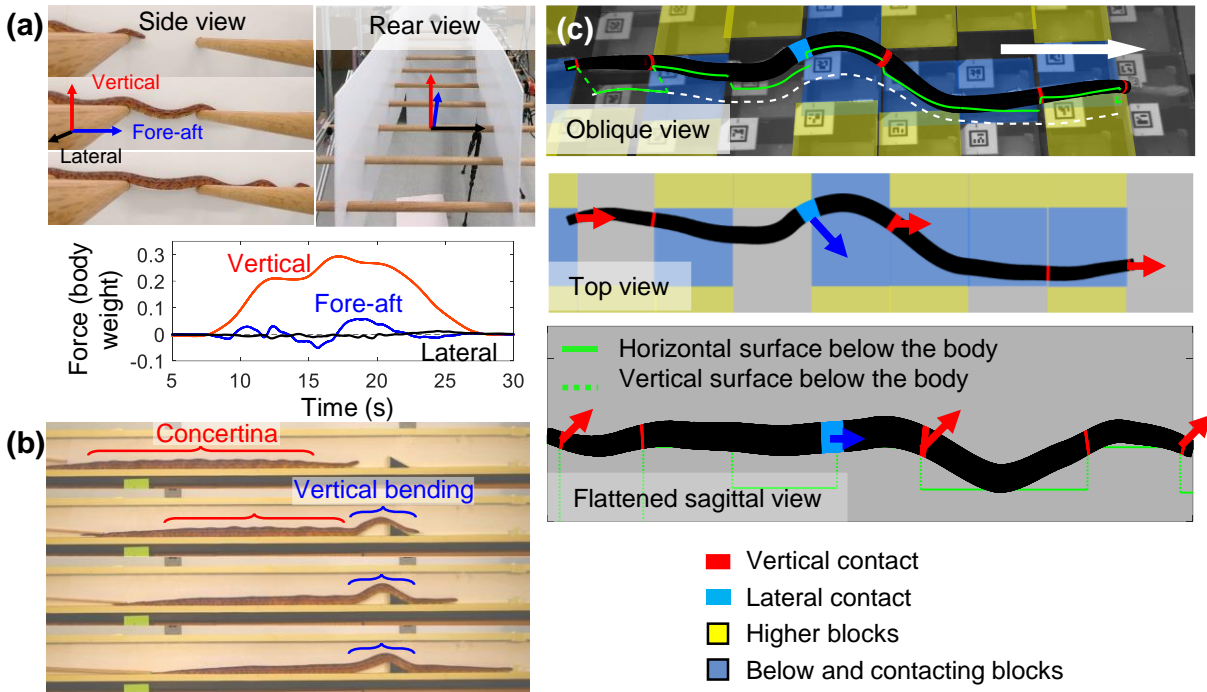 (a)
Side view
Rear view
Vertical
Fore-aft
Lateral
Force (body
weight)
0.3
0.2
0.1
0
-0.1
Vertical
Fore-aft
Lateral
5
10
15
20
25
30
Time (s)
(b)
Concertina
Vertical bending
(c)
Oblique view
Top view
Horizontal surface below the body
Vertical surface below the body
Flattened sagittal view
Vertical contact
Lateral contact
Higher blocks
Below and contacting blocks